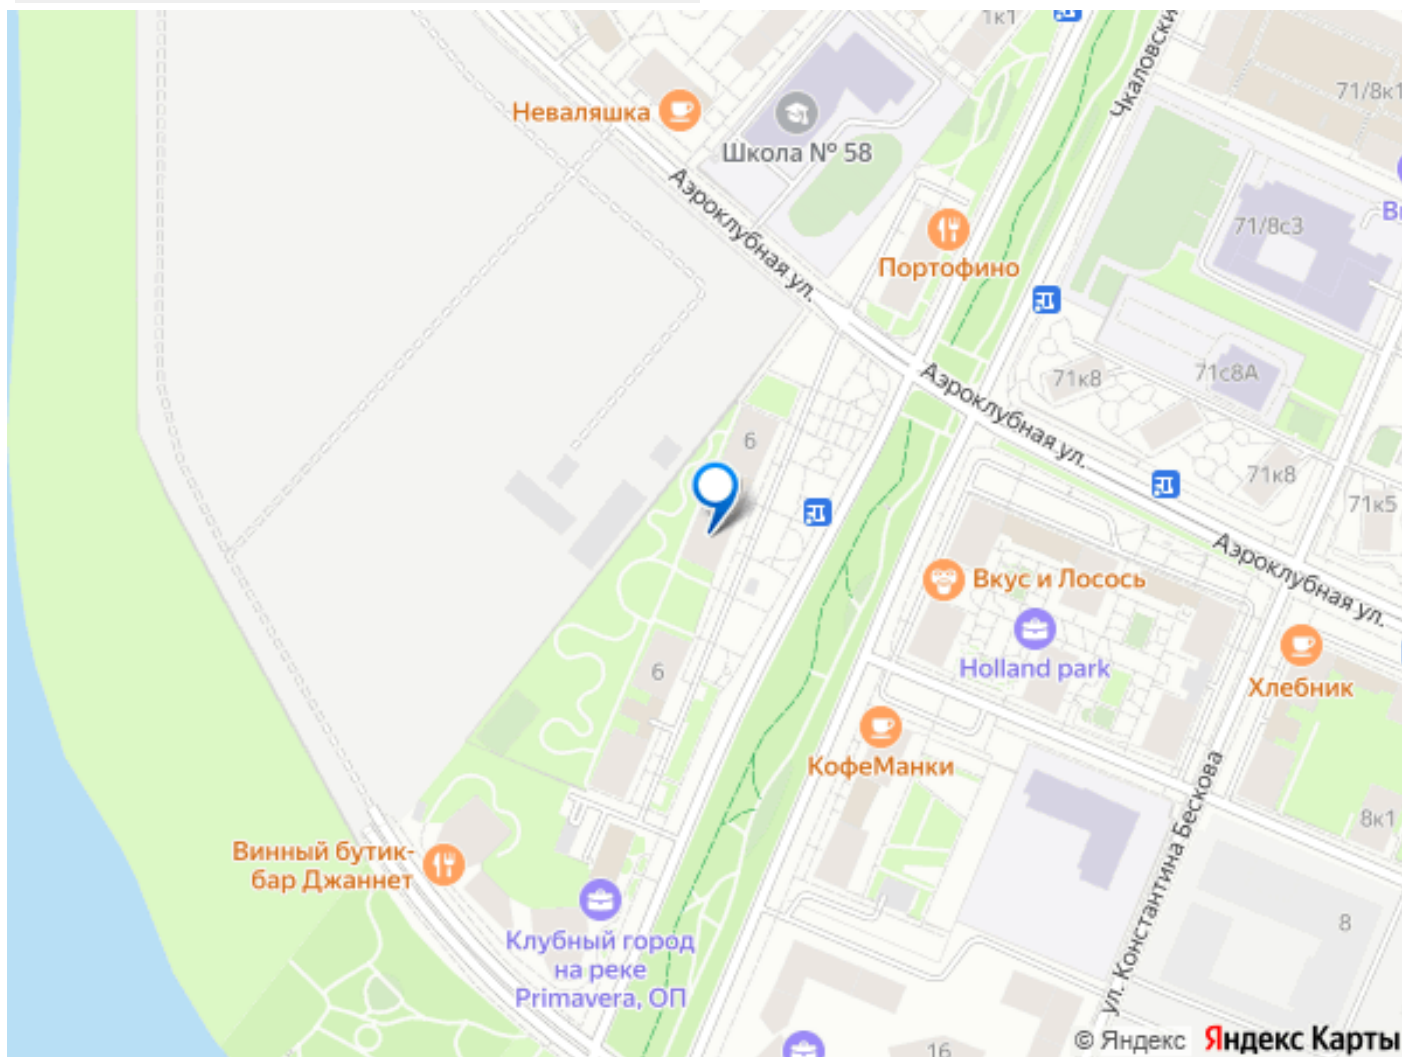 1к1
Чкаловски
71/8к1
Неваляшка
Школа № 58
Аэроклубная ул.
71/8с3
Портофино
71к8
71с8А
Аэроклубная ул.
6
71к8
71к5
Аэроклубная ул.
Вкус и Лосось
Holland park
6
Хлебник
КофеМанки
ул. Константина Бескова
8к1
Винный бутик-
бар Джаннет
8
Клубный город
на реке
Primavera, ОП
16
© Яндекс Яндекс Карты